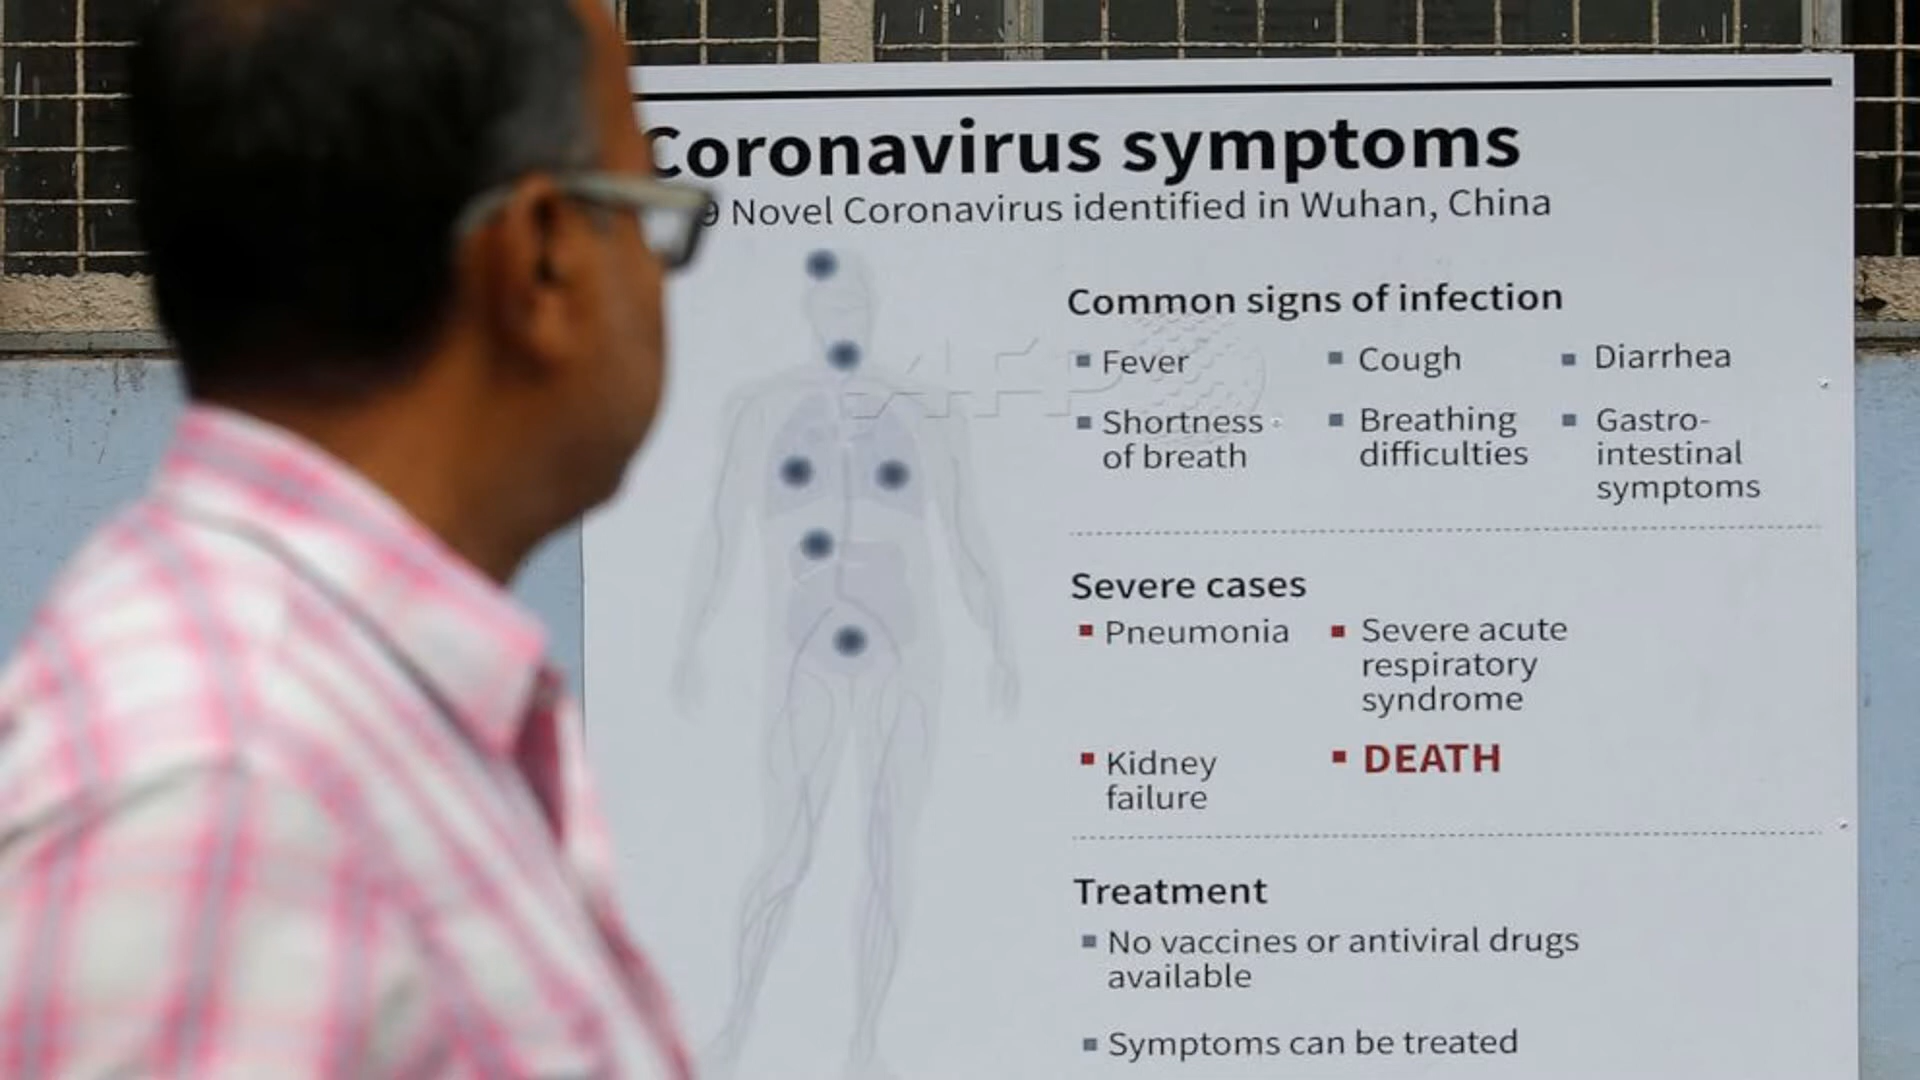 Coronavirus symptoms
9 Novel Coronavirus identified in Wuhan, China
Common signs of infection
Fever
Cough
Diarrhea
Shortness
of breath
Breathing
difficulties
Gastro-
intestinal
symptoms
AFP
Severe cases
Pneumonia
Severe acute
respiratory
syndrome
Kidney
failure
DEATH
Treatment
No vaccines or antiviral drugs
available
Symptoms can be treated